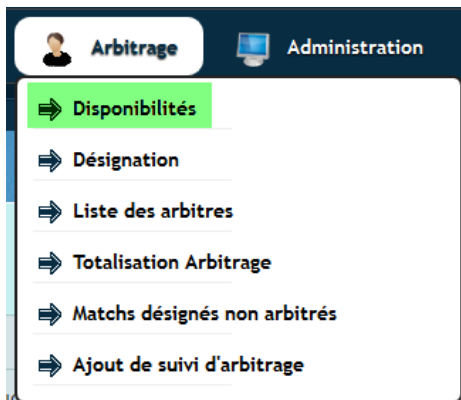 Arbitrage Administration
Disponibilités
Désignation
Liste des arbitres
Totalisation Arbitrage
Matchs désignés non arbitrés
Ajout de suivi d'arbitrage